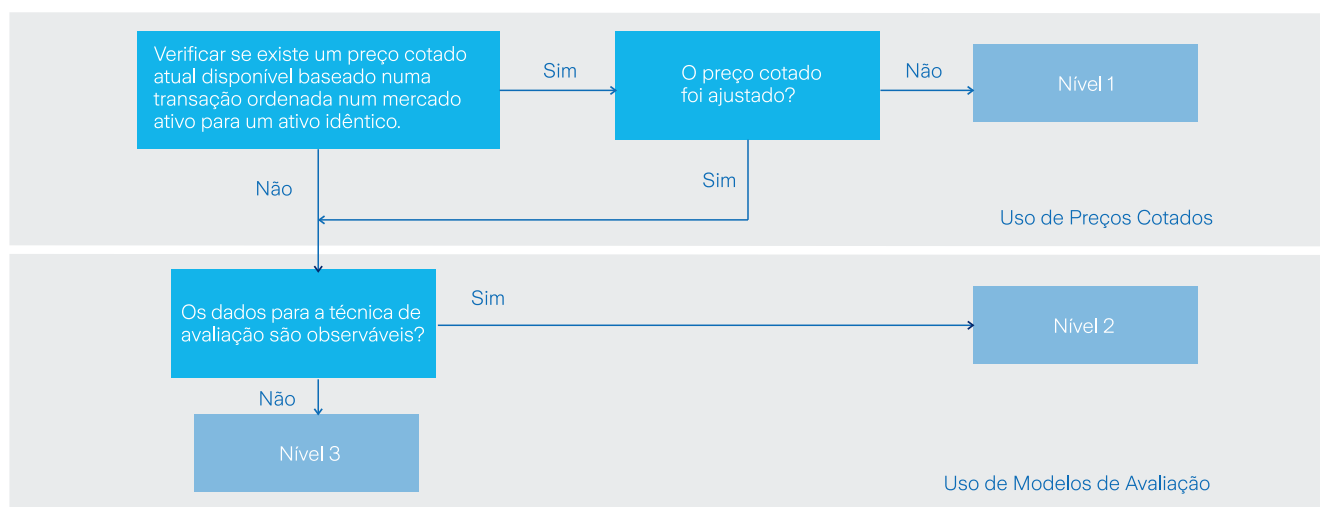 Verificar se existe um preço cotado
atual disponível baseado numa
transação ordenada num mercado
ativo para um ativo idêntico.
Sim
O preço cotado
foi ajustado?
Não
Nível 1
Não
Sim
Uso de Preços Cotados
Os dados para a técnica de
avaliação são observáveis?
Sim
Nível 2
Não
Nível 3
Uso de Modelos de Avaliação